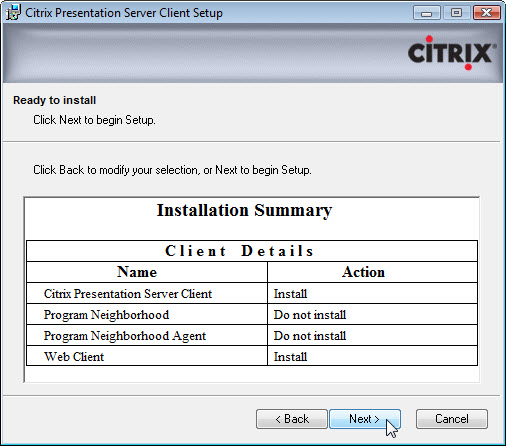 Citrix Presentation Server Client Setup
CITRIX®
Ready to install
Click Next to begin Setup.
Click Back to modify your selection, or Next to begin Setup.
Installation Summary
Client Details
Name Action
Citrix Presentation Server Client Install
Program Neighborhood Do not install
Program Neighborhood Agent Do not install
Web Client Install
< Back Next > Cancel